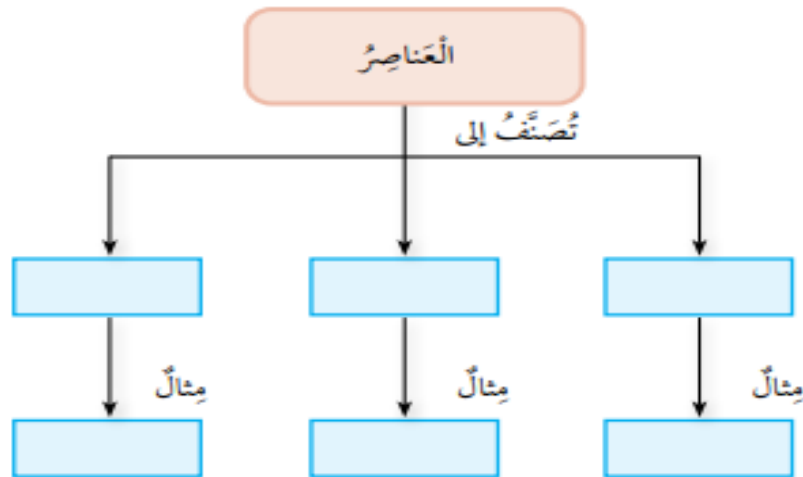 الْعَناصِرُ
تُصَنَّفُ إلى
مِثالٌ
مِثالٌ
مِثالٌ